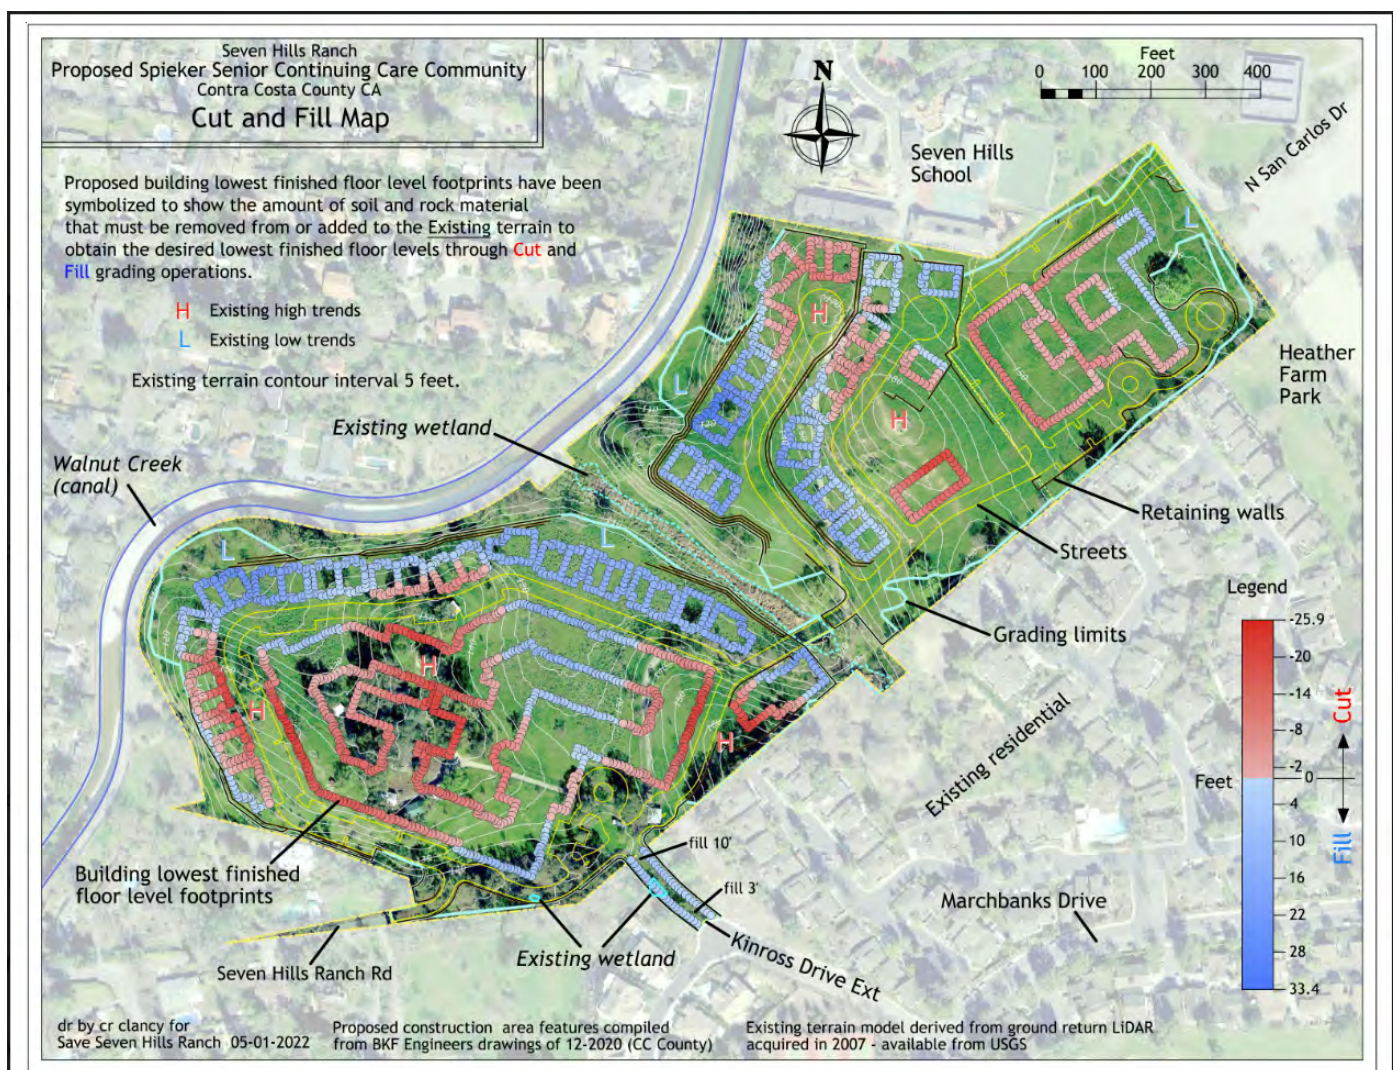 Seven Hills Ranch
Proposed Spieker Senior Continuing Care Community
Contra Costa County CA
Cut and Fill Map
Proposed building lowest finished floor level footprints have been
symbolized to show the amount of soil and rock material
that must be removed from or added to the Existing terrain to
obtain the desired lowest finished floor levels through Cut and
Fill grading operations.
H Existing high trends
L Existing low trends
Existing terrain contour interval 5 feet.
N
Feet
0 100 200 300 400
Seven Hills
School
N San Carlos Dr
L
Heather
Farm
Park
H
H
L
Existing wetland
Walnut Creek
(canal)
Retaining walls
Streets
L
L
Grading limits
H
H
H
Existing residential
Legend
-25.9
-20
-14
-8
-2
Feet
0
4
10
16
22
28
33.4
Cut
Fill
Building lowest finished
floor level footprints
fill 10'
fill 3'
Marchbanks Drive
Existing wetland
Kinross Drive Ext
Seven Hills Ranch Rd
dr by cr clancy for
Save Seven Hills Ranch 05-01-2022
Proposed construction area features compiled
from BKF Engineers drawings of 12-2020 (CC County)
Existing terrain model derived from ground return LiDAR
acquired in 2007 - available from USGS